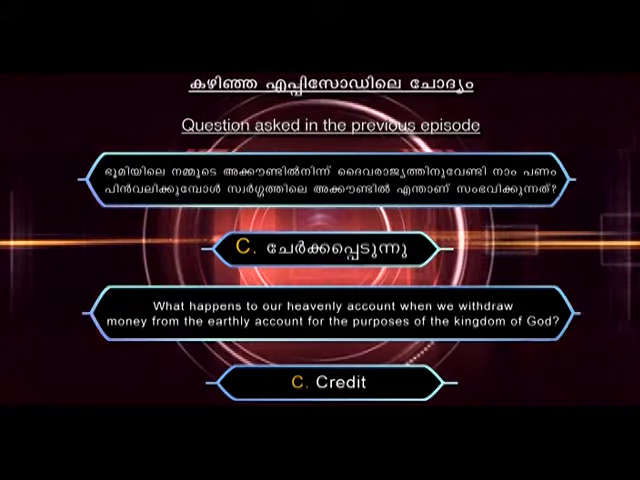 കഴിഞ്ഞ എപ്പിസോഡിലെ ചോദ്യം
Question asked in the previous episode
ഭൂമിയിലെ നമ്മുടെ അക്കൗണ്ടിൽനിന്ന് ദൈവരാജ്യത്തിനുവേണ്ടി നാം പണം
പിൻവലിക്കുമ്പോൾ സ്വർഗ്ഗത്തിലെ അക്കൗണ്ടിൽ എന്താണ് സംഭവിക്കുന്നത്?
C. ചേർക്കപ്പെടുന്നു
What happens to our heavenly account when we withdraw
money from the earthly account for the purposes of the kingdom of God?
C. Credit